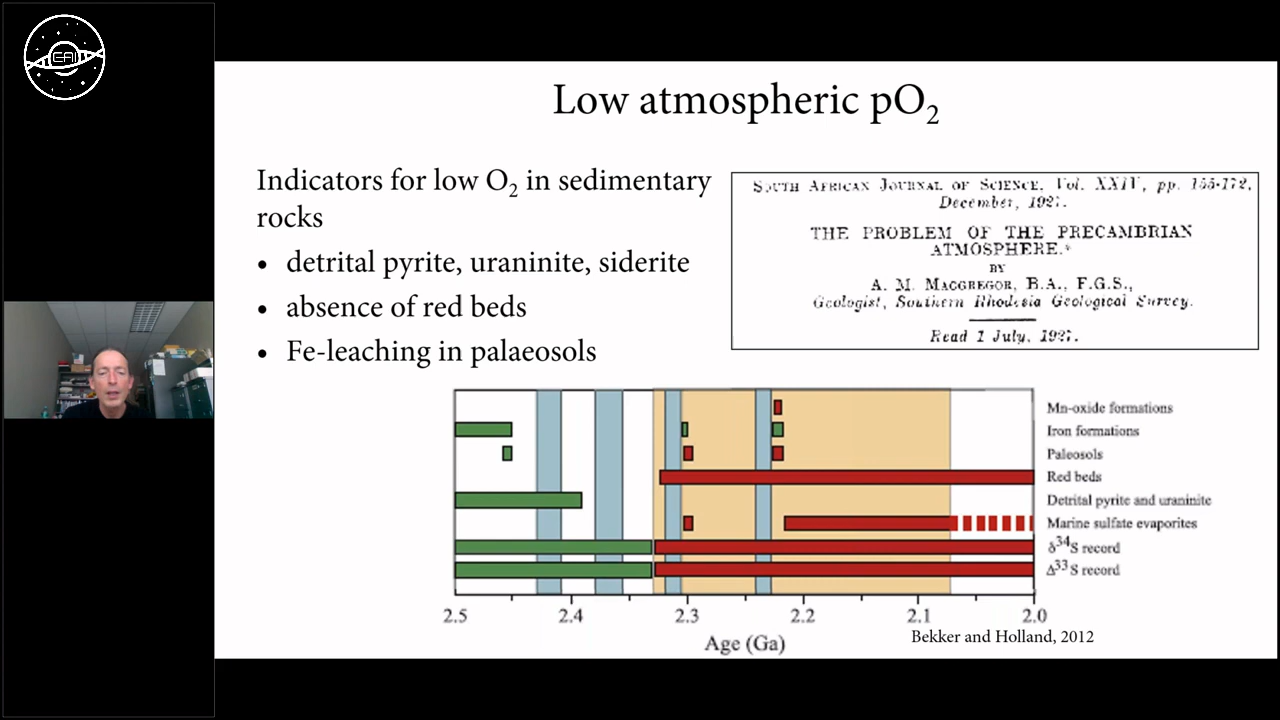 EAI
Low atmospheric pO2
Indicators for low O2 in sedimentary
rocks
• detrital pyrite, uraninite, siderite
• absence of red beds
• Fe-leaching in palaeosols
SOUTH AFRICAN JOURNAL OF SCIENCE, Vol. XXIV, pp. 155-172,
December, 1927.
THE PROBLEM OF THE PRECAMBRIAN
ATMOSPHERE.*
BY
A. M. MACGREGOR, B.A., F.G.S.,
Geologist, Southern Rhodesia Geological Survey.
Read 1 July, 1927.
Mn-oxide formations
Iron formations
Paleosols
Red beds
Detrital pyrite and uraninite
Marine sulfate evaporites
δ34S record
Δ33S record
2.5 2.4 2.3 2.2 2.1 2.0
Age (Ga)
Bekker and Holland, 2012